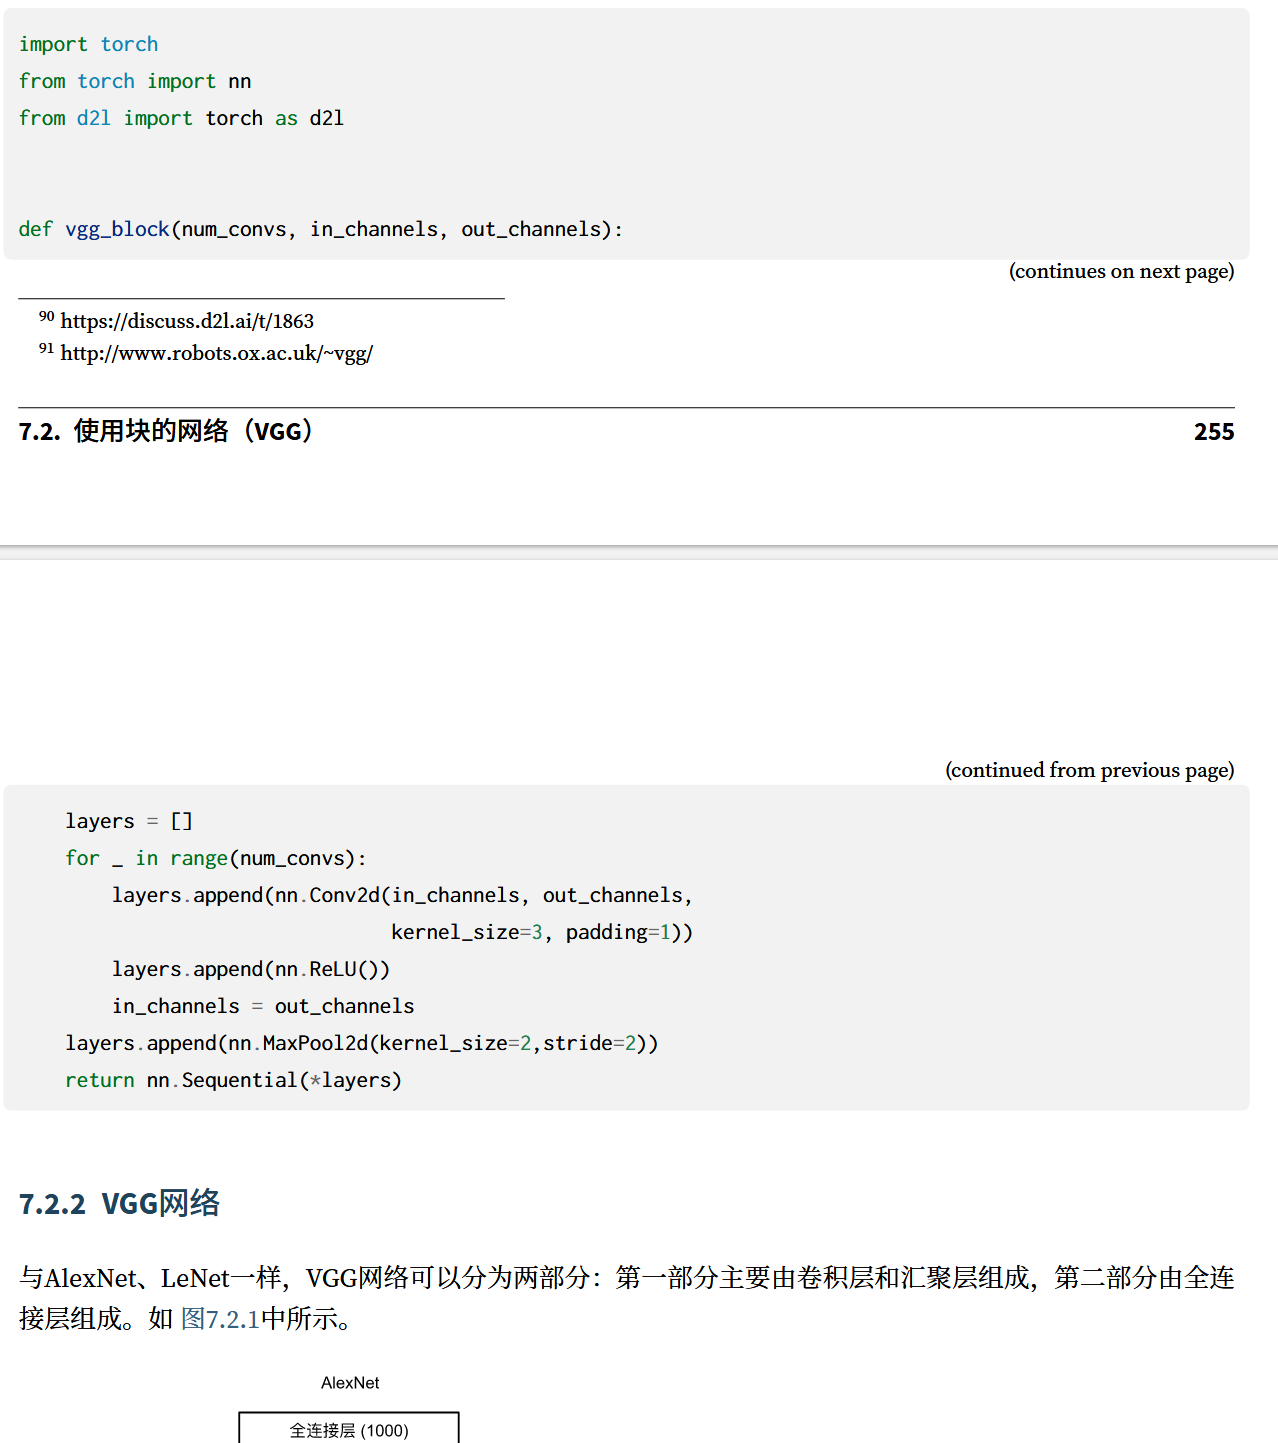 import torch
from torch import nn
from d2l import torch as d2l
def vgg_block(num_convs, in_channels, out_channels):
(continues on next page)
90 https://discuss.d2l.ai/t/1863
91 http://www.robots.ox.ac.uk/~vgg/
7.2. 使用块的网络（VGG） 255
(continued from previous page)
    layers = []
    for _ in range(num_convs):
        layers.append(nn.Conv2d(in_channels, out_channels,
                                kernel_size=3, padding=1))
        layers.append(nn.ReLU())
        in_channels = out_channels
    layers.append(nn.MaxPool2d(kernel_size=2,stride=2))
    return nn.Sequential(*layers)
7.2.2 VGG网络
与AlexNet、LeNet一样，VGG网络可以分为两部分：第一部分主要由卷积层和汇聚层组成，第二部分由全连
接层组成。如 图7.2.1中所示。
AlexNet
全连接层 (1000)